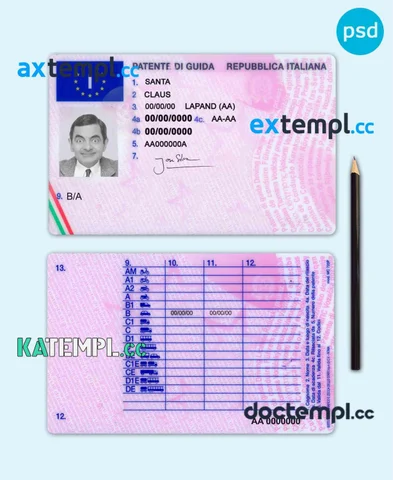 psd
axtempl.cc
PATENTE DI GUIDA REPUBBLICA ITALIANA
I
1. SANTA
2 CLAUS
3 00/00/00 LAPAND (AA)
4a 00/00/0000 4c. AA-AA
4b 00/00/0000
5. AA000000A
7.
9. B/A
extempl.cc
13.
9. 10. 11. 12.
AM
A1
A2
A
B1
B 00/00/00 00/00/00
C1
C
D1
D
BE
C1E
CE
D1E
DE
KATEMPL.CC
12.
AA 0000000
doctempl.cc